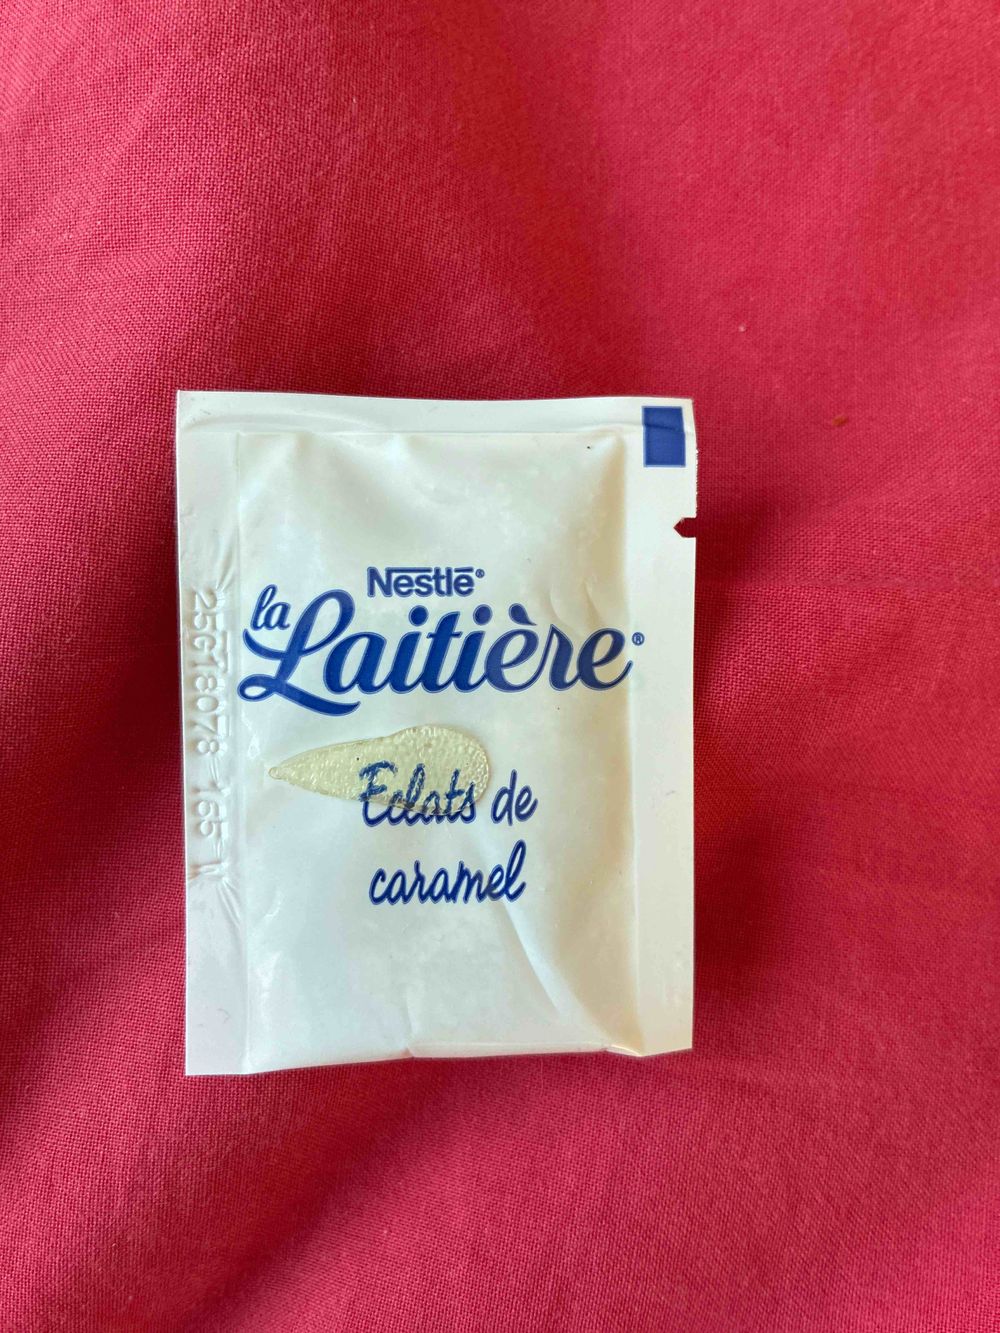 Nestlé®
la Laitière®
Eclats de
caramel